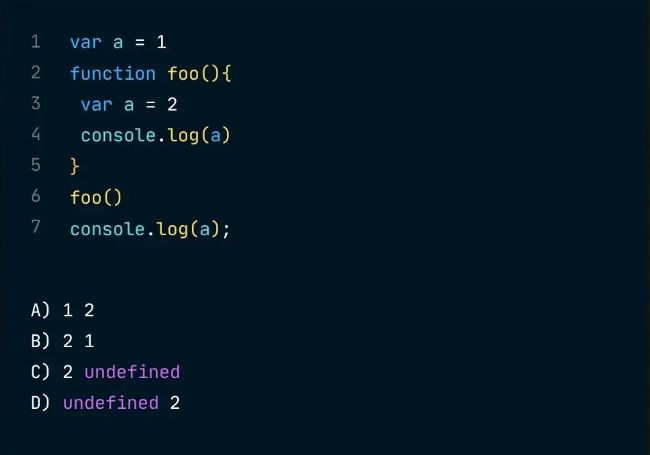 1 var a = 1
2 function foo(){
3 var a = 2
4 console.log(a)
5 }
6 foo()
7 console.log(a);
A) 1 2
B) 2 1
C) 2 undefined
D) undefined 2